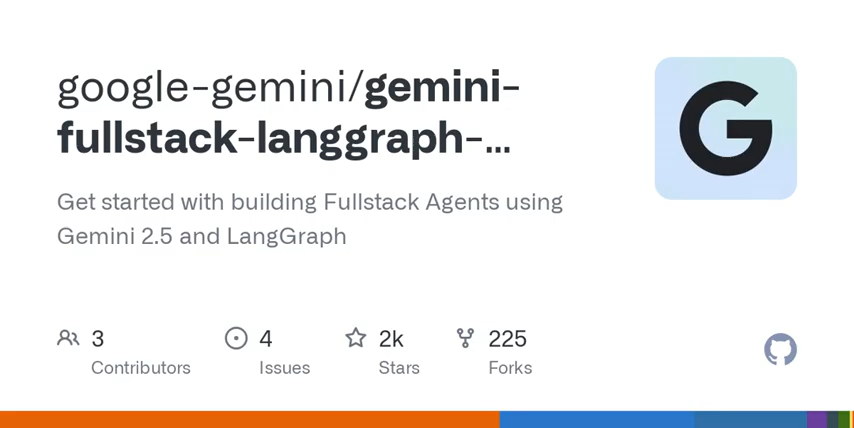 google-gemini/gemini-
fullstack-langgraph-...
G
Get started with building Fullstack Agents using
Gemini 2.5 and LangGraph
3
Contributors
4
Issues
2k
Stars
225
Forks